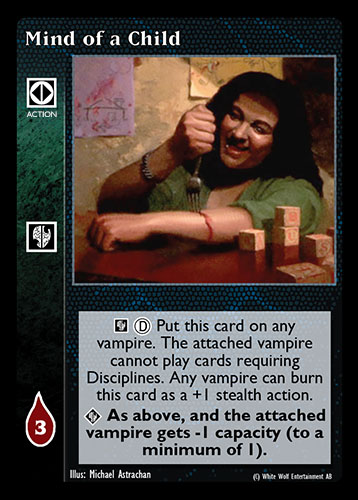 Mind of a Child
ACTION
D Put this card on any
vampire. The attached vampire
cannot play cards requiring
Disciplines. Any vampire can burn
this card as a +1 stealth action.
As above, and the attached
vampire gets -1 capacity (to a
minimum of 1).
3
Illus: Michael Astrachan
(C) White Wolf Entertainment AB